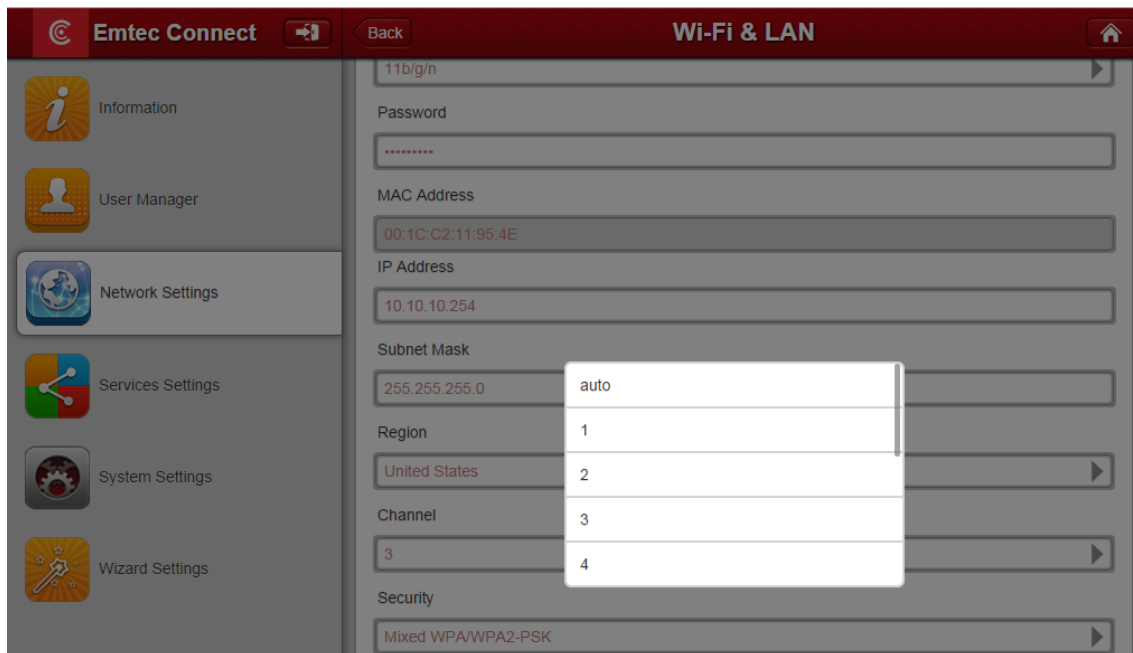 Emtec Connect
Back
Wi-Fi & LAN
Information
User Manager
Network Settings
Services Settings
System Settings
Wizard Settings
11b/g/n
Password
•••••••••
MAC Address
00:1C:C2:11:95:4E
IP Address
10.10.10.254
Subnet Mask
255.255.255.0
Region
United States
Channel
3
Security
Mixed WPA/WPA2-PSK
auto
1
2
3
4